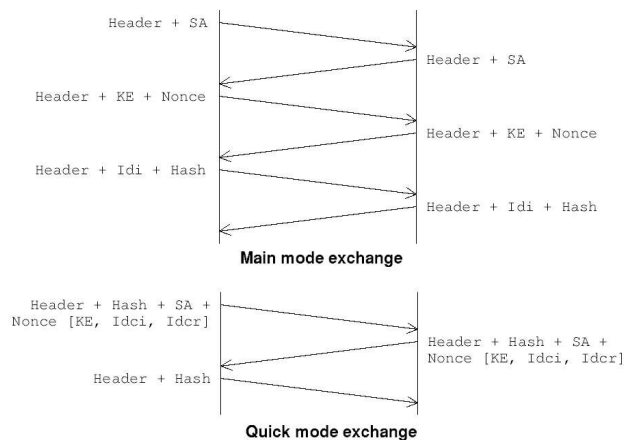 Header + SA
Header + SA
Header + KE + Nonce
Header + KE + Nonce
Header + Idi + Hash
Header + Idi + Hash
Main mode exchange
Header + Hash + SA +
Nonce [KE, Idci, Idcr]
Header + Hash + SA +
Nonce [KE, Idci, Idcr]
Header + Hash
Quick mode exchange